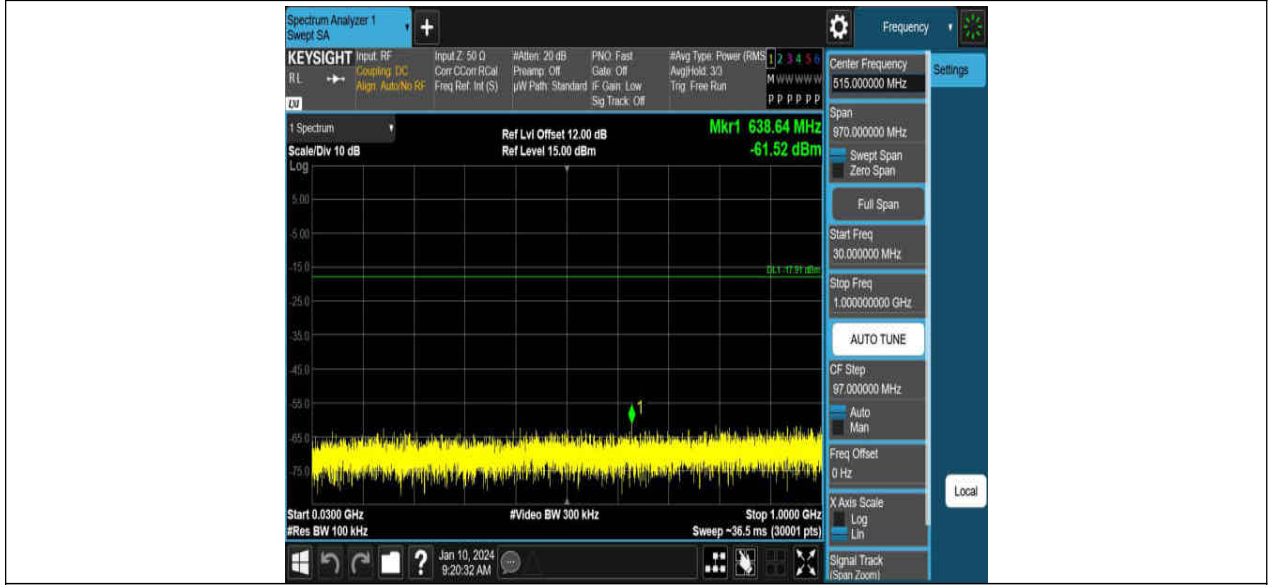 Spectrum Analyzer 1
Swept SA
+
Frequency
KEYSIGHT
RL
LXI
Input: RF
Coupling: DC
Align: Auto/No RF
Input Z: 50 Ω
Corr CCorr RCal
Freq Ref: Int (S)
#Atten: 20 dB
Preamp: Off
µW Path: Standard
PNO: Fast
Gate: Off
IF Gain: Low
Sig Track: Off
#Avg Type: Power (RMS
Avg|Hold: 3/3
Trig: Free Run
1 2 3 4 5 6
M W W W W W
P P P P P P
1 Spectrum
Scale/Div 10 dB
Log
Ref Lvl Offset 12.00 dB
Ref Level 15.00 dBm
Mkr1 638.64 MHz
-61.52 dBm
5.00
-5.00
-15.0
DL1 -17.91 dBm
-25.0
-35.0
-45.0
-55.0
1
-65.0
-75.0
Start 0.0300 GHz
#Res BW 100 kHz
#Video BW 300 kHz
Stop 1.0000 GHz
Sweep ~36.5 ms (30001 pts)
?
Jan 10, 2024
9:20:32 AM
Center Frequency
515.000000 MHz
Settings
Span
970.000000 MHz
Swept Span
Zero Span
Full Span
Start Freq
30.000000 MHz
Stop Freq
1.000000000 GHz
AUTO TUNE
CF Step
97.000000 MHz
Auto
Man
Freq Offset
0 Hz
Local
X Axis Scale
Log
Lin
Signal Track
(Span Zoom)